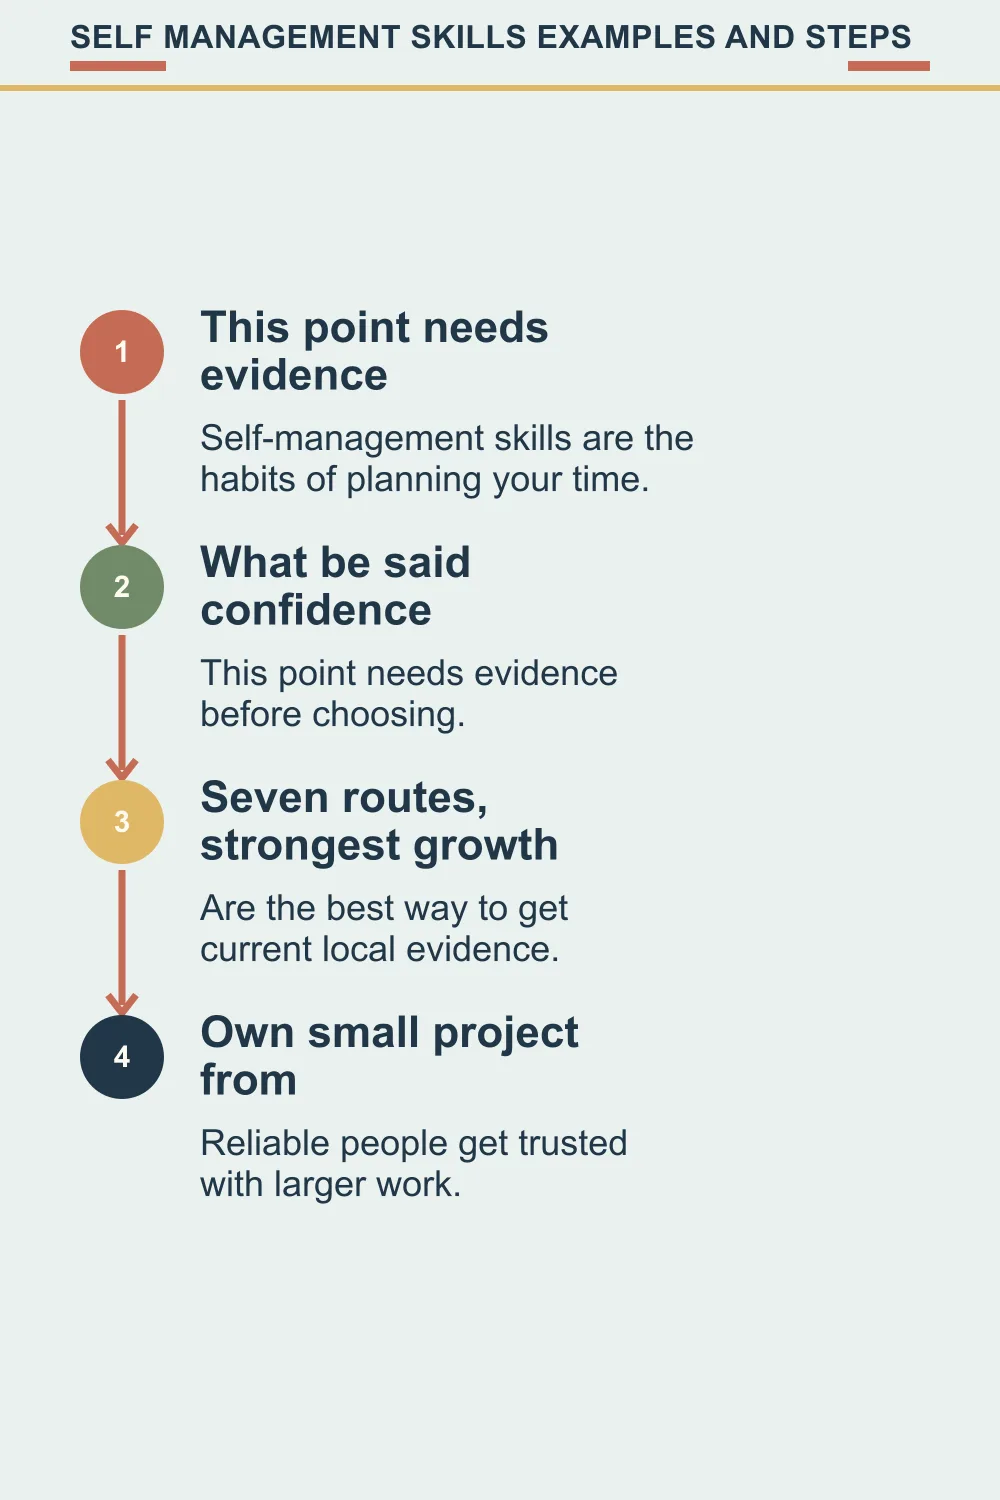 SELF MANAGEMENT SKILLS EXAMPLES AND STEPS
1
This point needs
evidence
Self-management skills are the
habits of planning your time.
2
What be said
confidence
This point needs evidence
before choosing.
3
Seven routes,
strongest growth
Are the best way to get
current local evidence.
4
Own small project
from
Reliable people get trusted
with larger work.